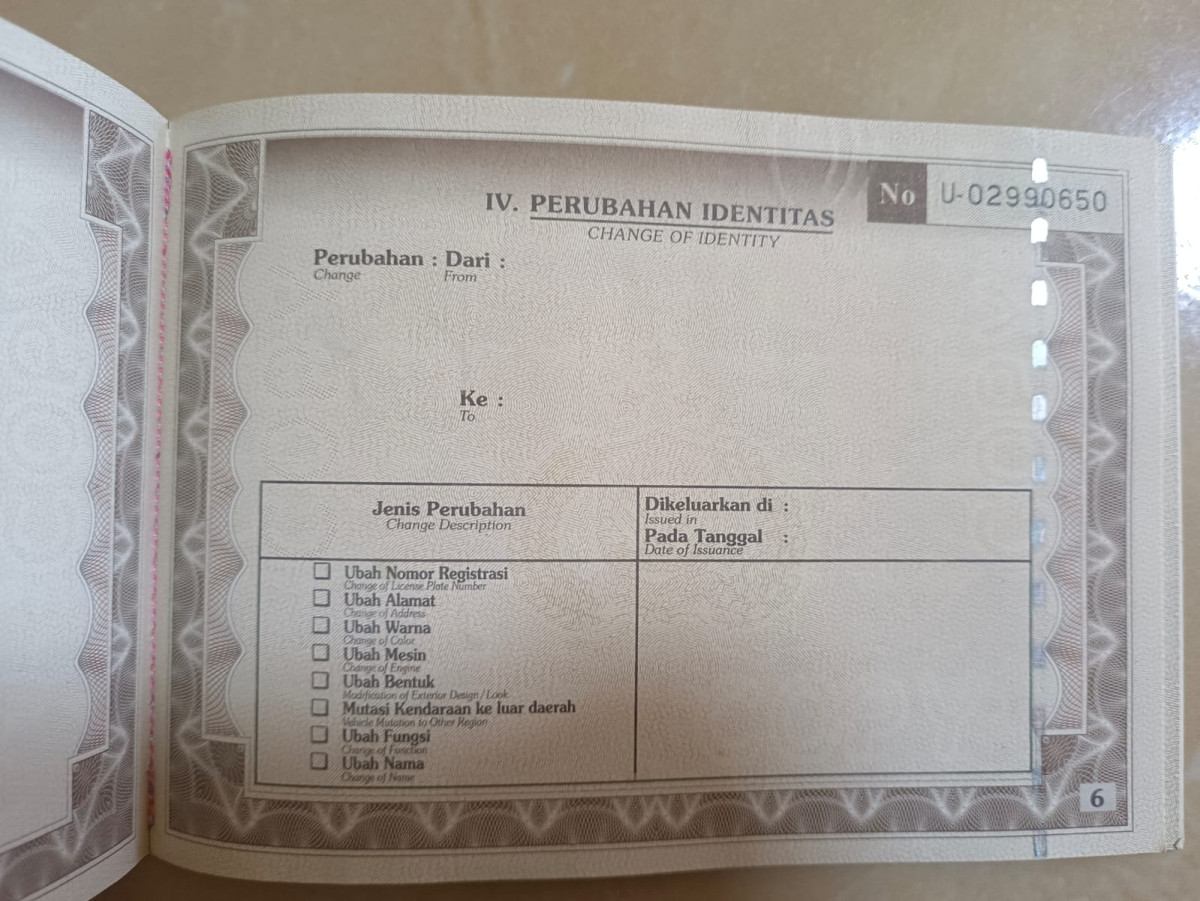 No U-02990650
IV. PERUBAHAN IDENTITAS
CHANGE OF IDENTITY
Perubahan : Dari :
Change From
Ke :
To
Jenis Perubahan
Change Description
Dikeluarkan di :
Issued in
Pada Tanggal :
Date of Issuance
Ubah Nomor Registrasi
Change of License Plate Number
Ubah Alamat
Change of Address
Ubah Warna
Change of Color
Ubah Mesin
Change of Engine
Ubah Bentuk
Modification of Exterior Design/Look
Mutasi Kendaraan ke luar daerah
Vehicle Mutation to Other Region
Ubah Fungsi
Change of Function
Ubah Nama
Change of Name
6